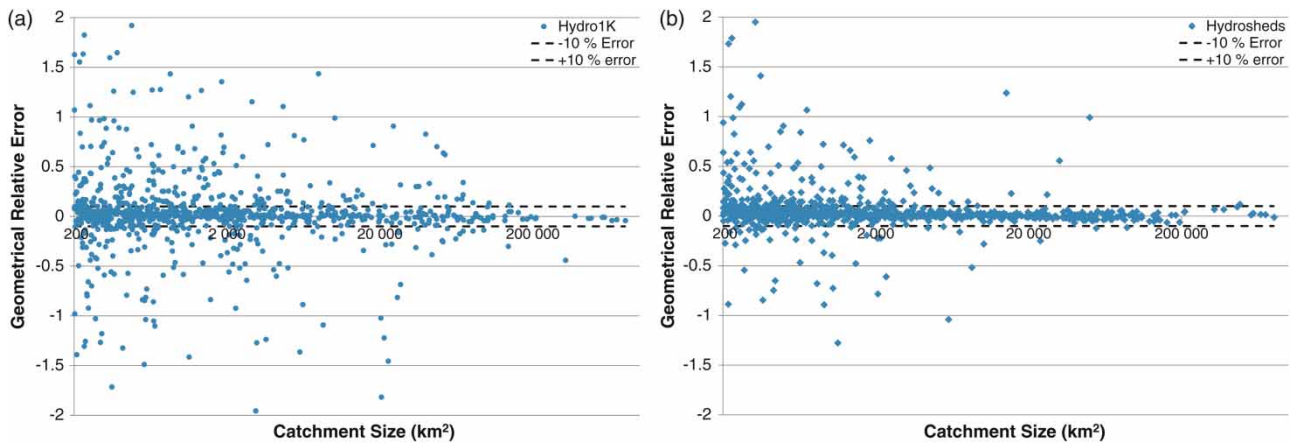 (a)
Hydro1K
-10 % Error
+10 % error
2
1.5
1
0.5
0
-0.5
-1
-1.5
-2
200
2 000
20 000
200 000
Geometrical Relative Error
Catchment Size (km²)
(b)
Hydrosheds
-10 % Error
+10 % error
2
1.5
1
0.5
0
-0.5
-1
-1.5
-2
200
2 000
20 000
200 000
Geometrical Relative Error
Catchment Size (km²)